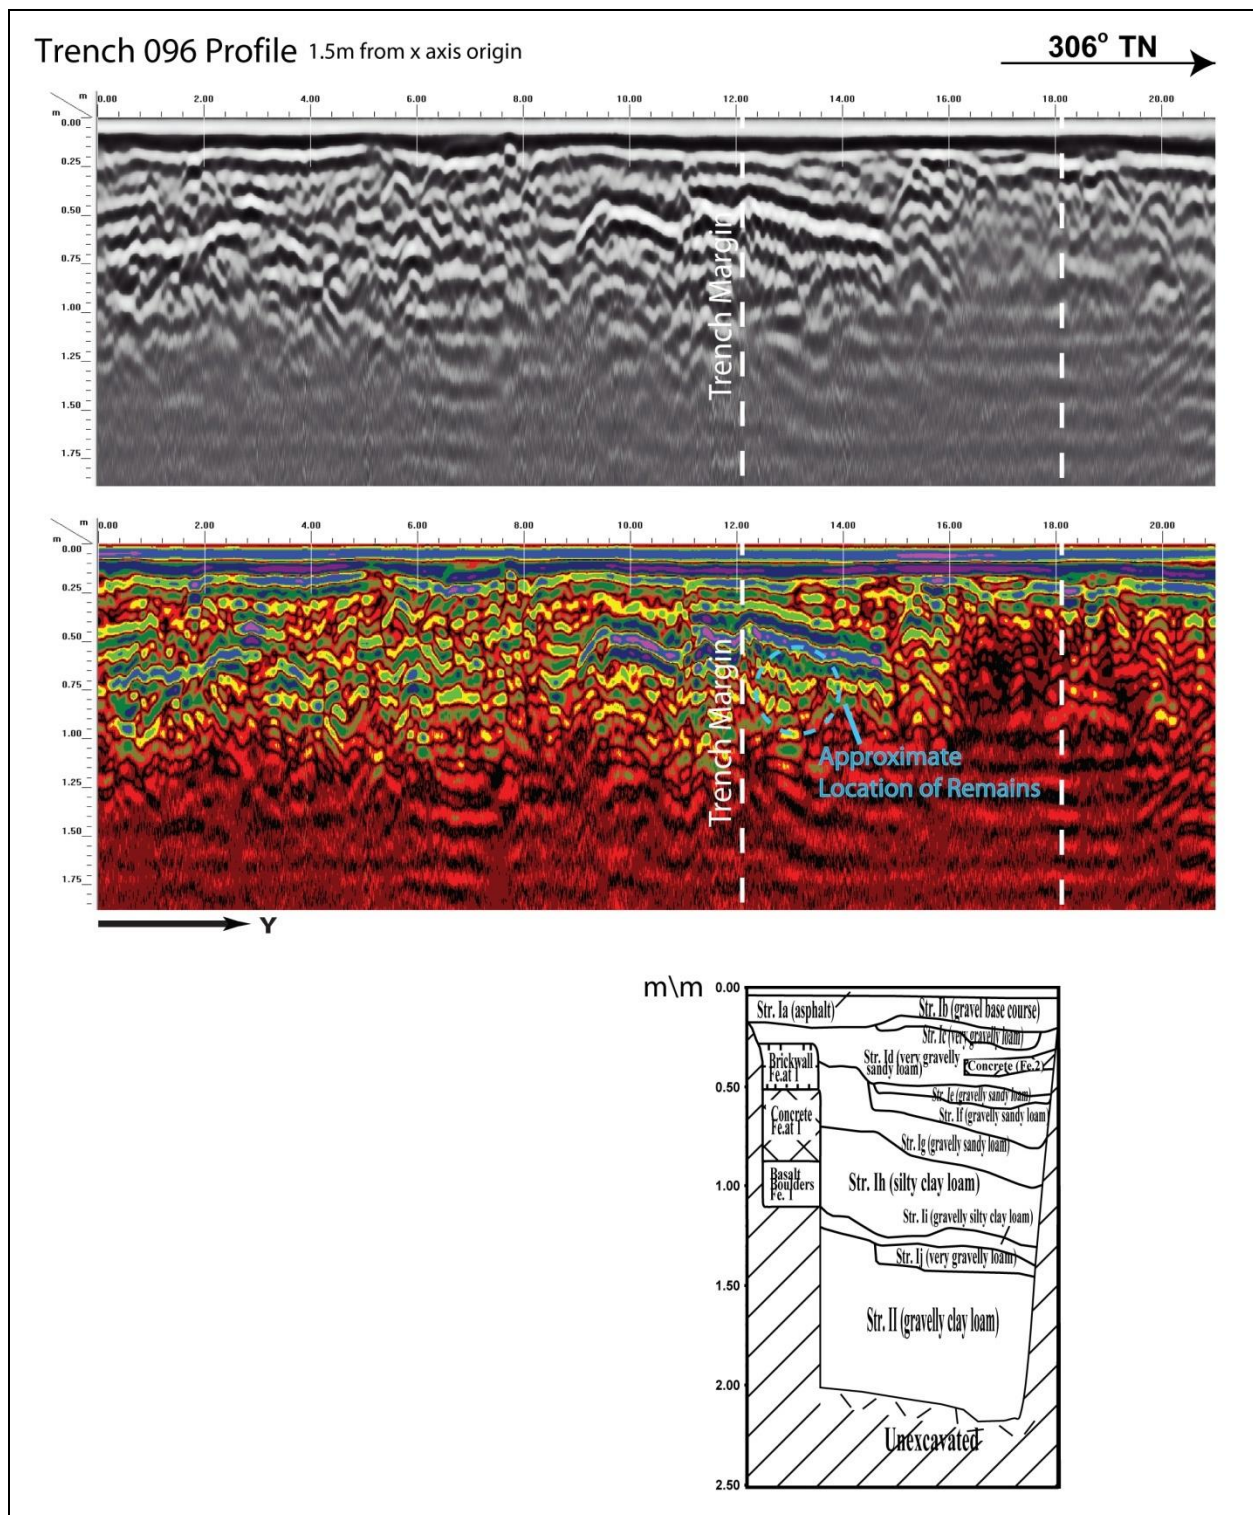 Trench 096 Profile 1.5m from x axis origin
306° TN
m 0.00 2.00 4.00 6.00 8.00 10.00 12.00 14.00 16.00 18.00 20.00
m
0.00
0.25
0.50
0.75
1.00
1.25
1.50
1.75
Trench Margin
m 0.00 2.00 4.00 6.00 8.00 10.00 12.00 14.00 16.00 18.00 20.00
m
0.00
0.25
0.50
0.75
1.00
1.25
1.50
1.75
Trench Margin
Approximate
Location of Remains
Y
m\m
0.00
0.50
1.00
1.50
2.00
2.50
Str. Ia (asphalt)
Str. Ib (gravel base course)
Str. Ic (very gravelly loam)
Str. Id (very gravelly
sandy loam)
Concrete (Fe.2)
Brickwall
Fe.at 1
Str. Ie (gravelly sandy loam)
Str. If (gravelly sandy loam)
Concrete
Fe.at 1
Str. Ig (gravelly sandy loam)
Basalt
Boulders
Fe. 1
Str. Ih (silty clay loam)
Str. Ii (gravelly silty clay loam)
Str. Ij (very gravelly loam)
Str. II (gravelly clay loam)
Unexcavated